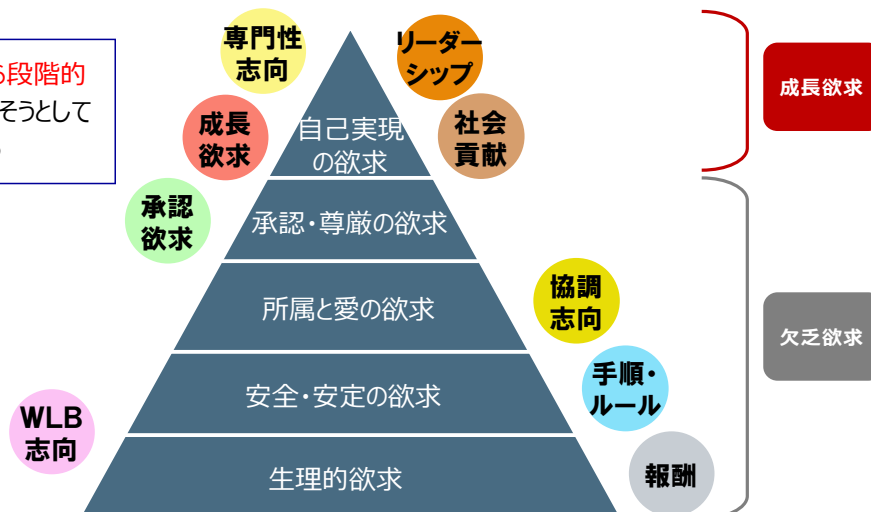 段階的
そうとして
専門性
志向
リーダー
シップ
成長
欲求
自己実現
の欲求
社会
貢献
成長欲求
承認
欲求
承認・尊厳の欲求
所属と愛の欲求
協調
志向
欠乏欲求
安全・安定の欲求
手順・
ルール
WLB
志向
生理的欲求
報酬